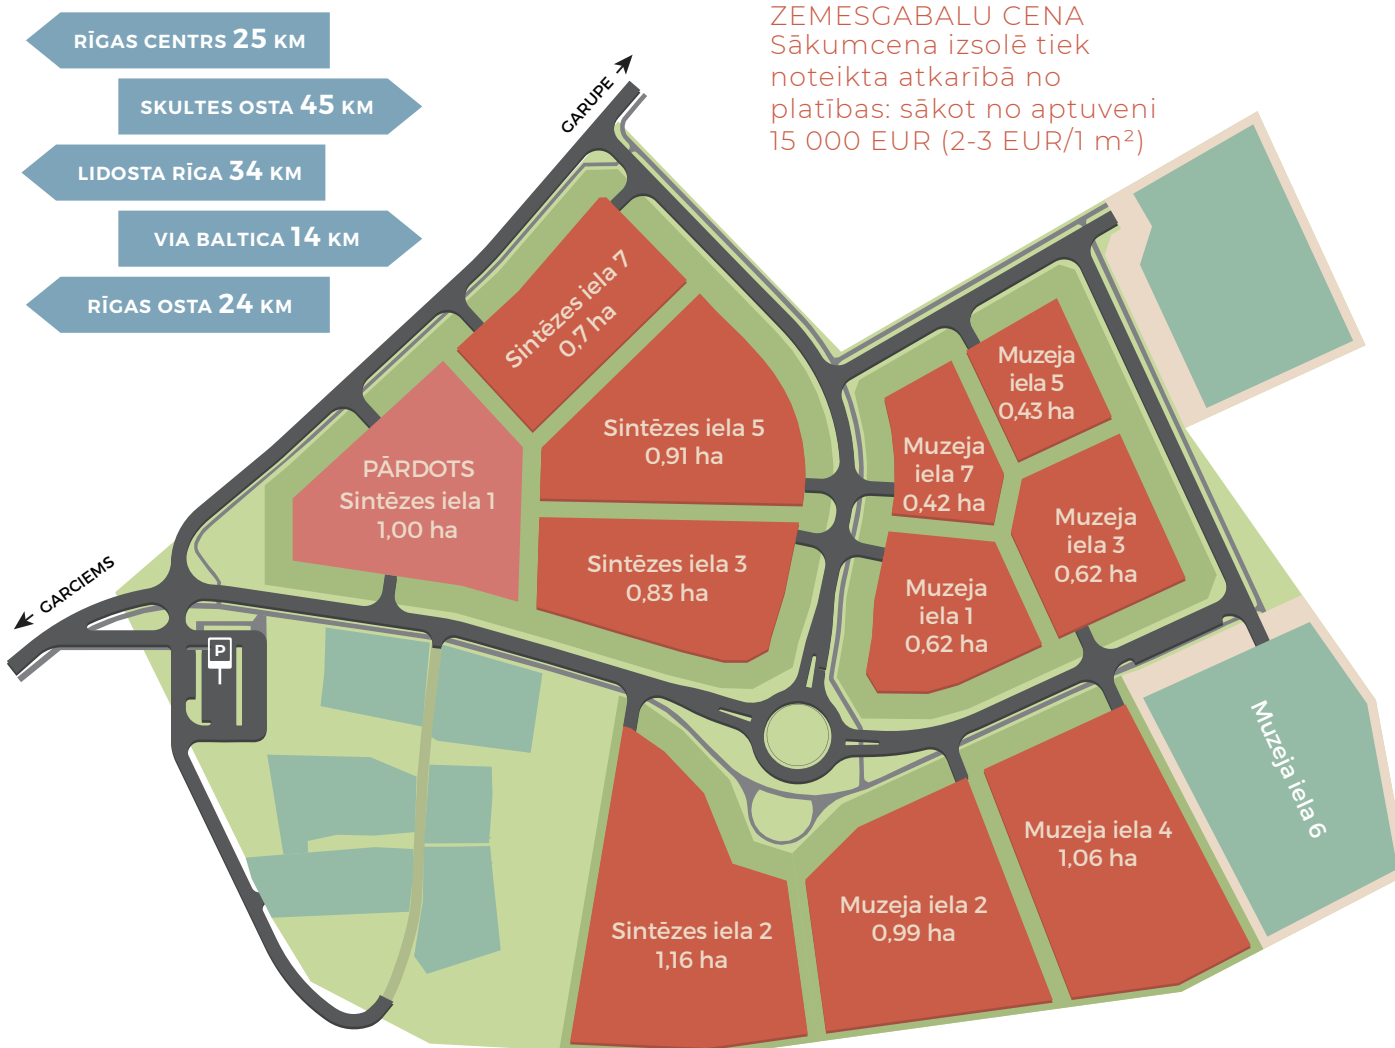 RĪGAS CENTRS 25 KM
SKULTES OSTA 45 KM
LIDOSTA RĪGA 34 KM
VIA BALTICA 14 KM
RĪGAS OSTA 24 KM
ZEMESGABALU CENA
Sākumcena izsolē tiek
noteikta atkarībā no
platības: sākot no aptuveni
15 000 EUR (2-3 EUR/1 m²)
GARUPE
Sintēzes iela 7
0,7 ha
Muzeja
iela 5
0,43 ha
Sintēzes iela 5
0,91 ha
Muzeja
iela 7
0,42 ha
PĀRDOTS
Sintēzes iela 1
1,00 ha
Muzeja
iela 3
0,62 ha
Sintēzes iela 3
0,83 ha
Muzeja
iela 1
0,62 ha
GARCIEMS
P
Muzeja iela 6
Muzeja iela 4
1,06 ha
Muzeja iela 2
0,99 ha
Sintēzes iela 2
1,16 ha